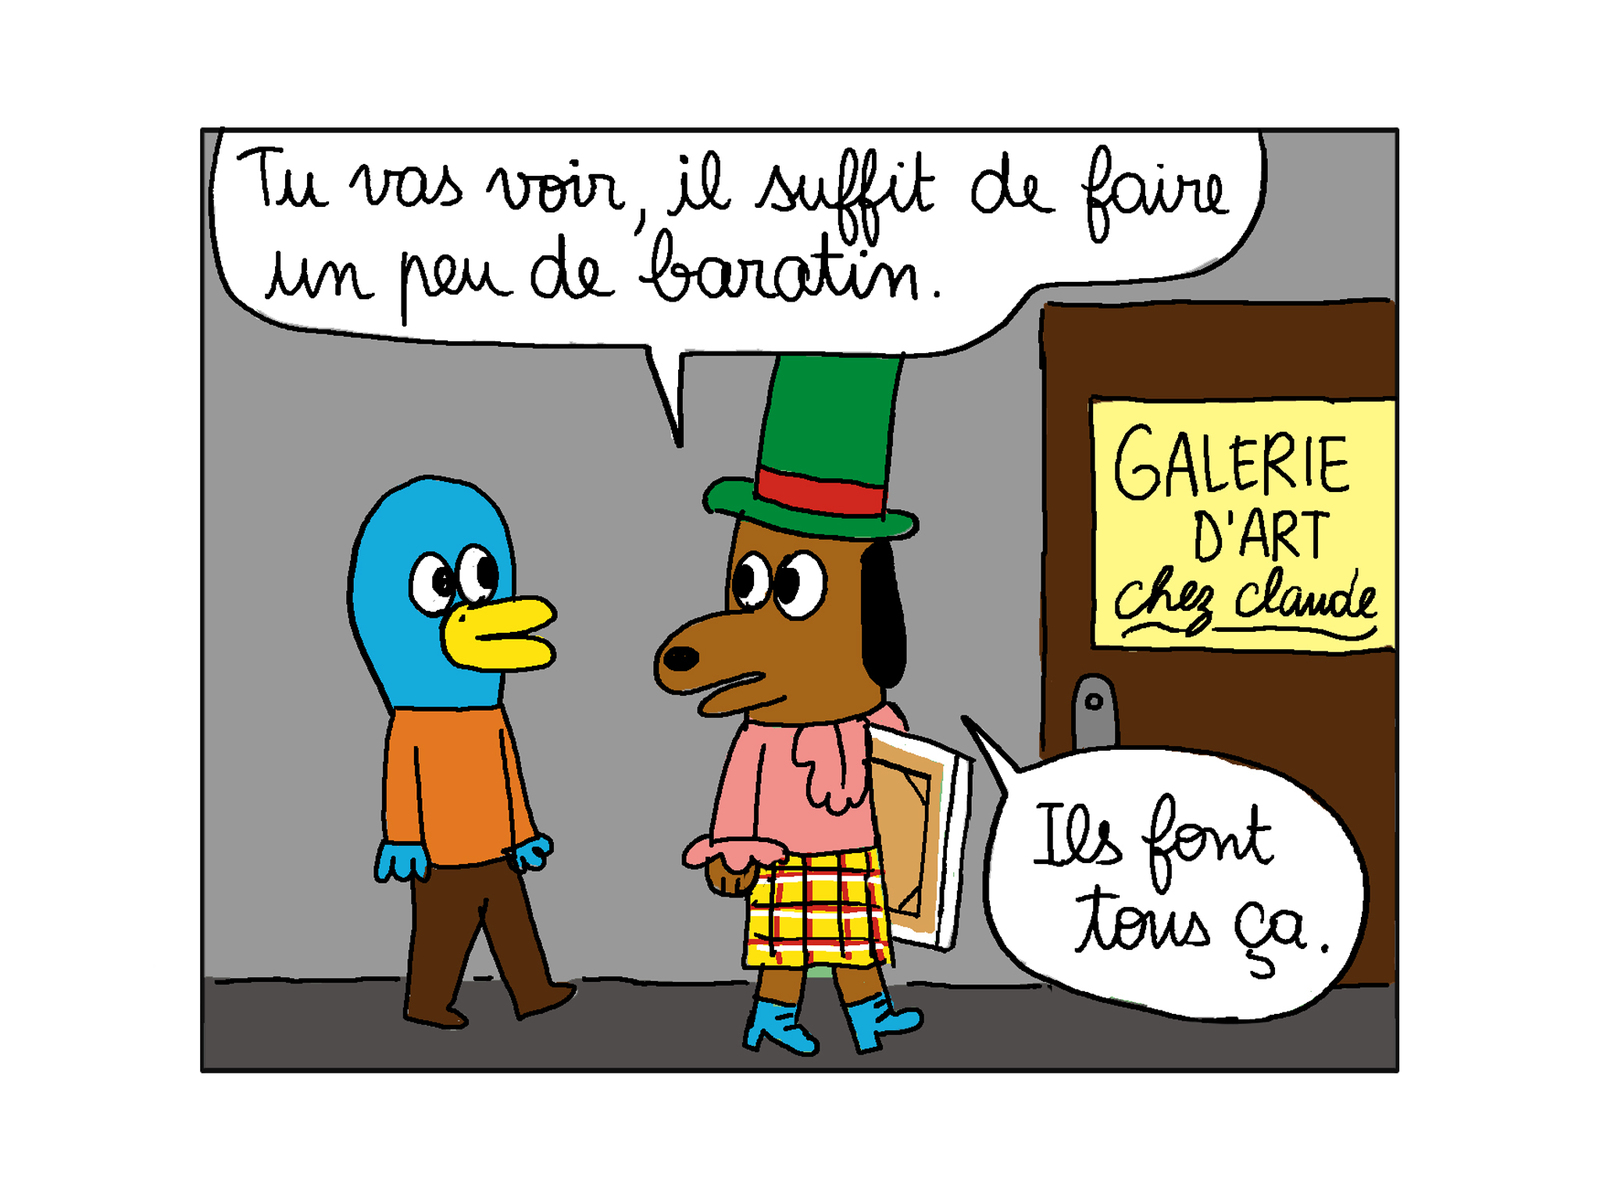 Tu vas voir, il suffit de faire
un peu de baratin.
GALERIE
D'ART
chez claude
Ils font
tous ça.